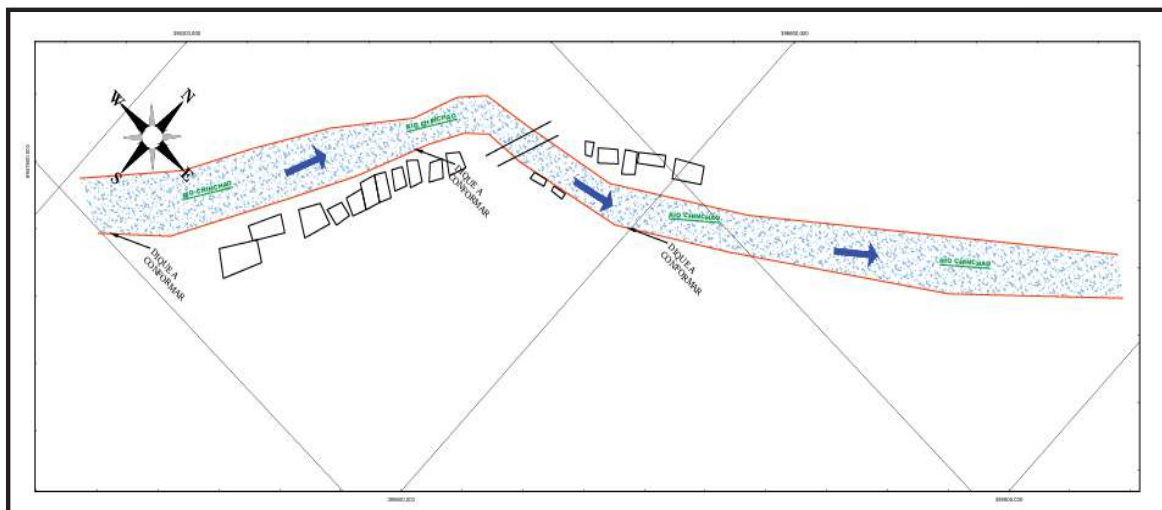 W
N
S
E
RIO CHINCHAO
RIO CHINCHAO
DIQUE A
CONFORMAR
DIQUE A
CONFORMAR
RIO CHINCHAO
DIQUE A
CONFORMAR
RIO CHINCHAO